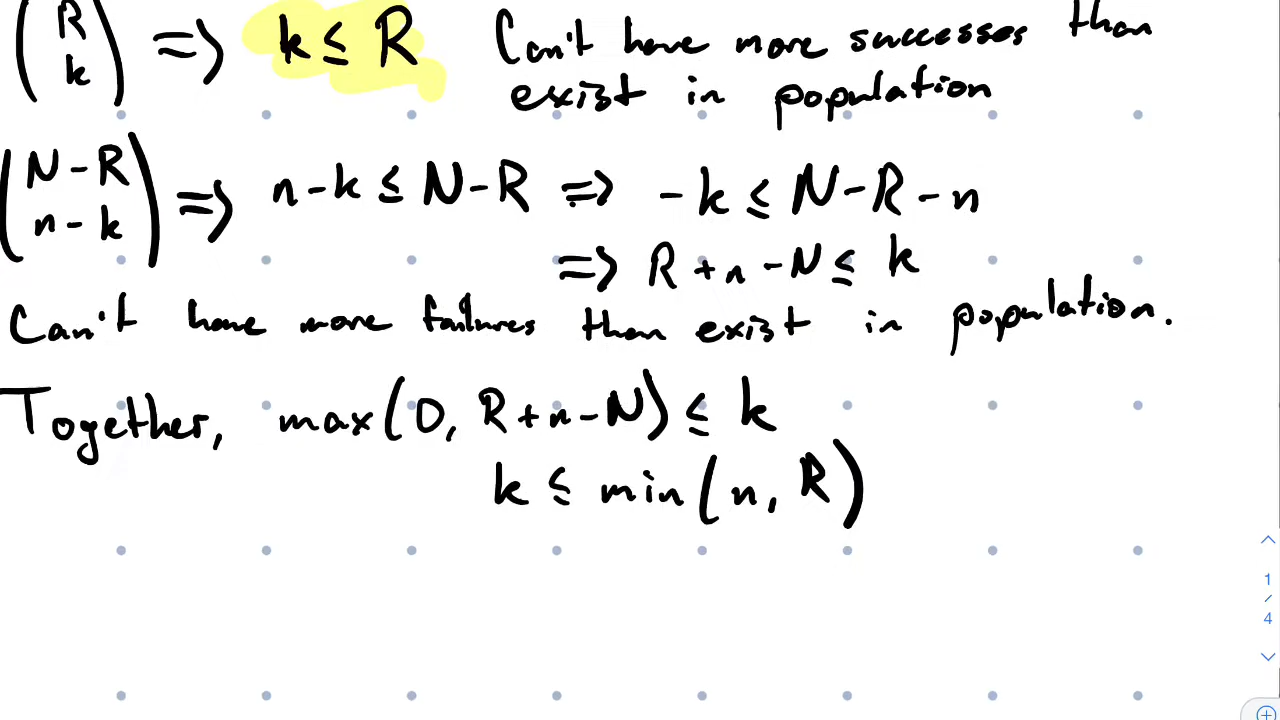 (R k) => k ≤ R Can't have more successes than
exist in population
(N-R n-k) => n-k ≤ N-R => -k ≤ N-R-n
=> R+n-N ≤ k
Can't have more failures than exist in population.
Together, max(0, R+n-N) ≤ k
k ≤ min(n, R)
1
/
4